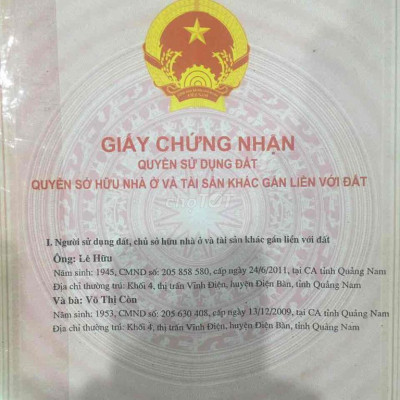 GIẤY CHỨNG NHẬN
QUYỀN SỬ DỤNG ĐẤT
QUYỀN SỞ HỮU NHÀ Ở VÀ TÀI SẢN KHÁC GẮN LIỀN VỚI ĐẤT
choTỐT
I. Người sử dụng đất, chủ sở hữu nhà ở và tài sản khác gắn liền với đất
Ông: Lê Hữu
Năm sinh: 1945, CMND số: 205 858 580, cấp ngày 24/6/2011, tại CA tỉnh Quảng Nam
Địa chỉ thường trú: Khối 4, thị trấn Vĩnh Điện, huyện Điện Bàn, tỉnh Quảng Nam
Và bà: Võ Thị Còn
Năm sinh: 1953, CMND số: 205 630 408, cấp ngày 13/12/2009, tại CA tỉnh Quảng Nam
Địa chỉ thường trú: Khối 4, thị trấn Vĩnh Điện, huyện Điện Bàn, tỉnh Quảng Nam